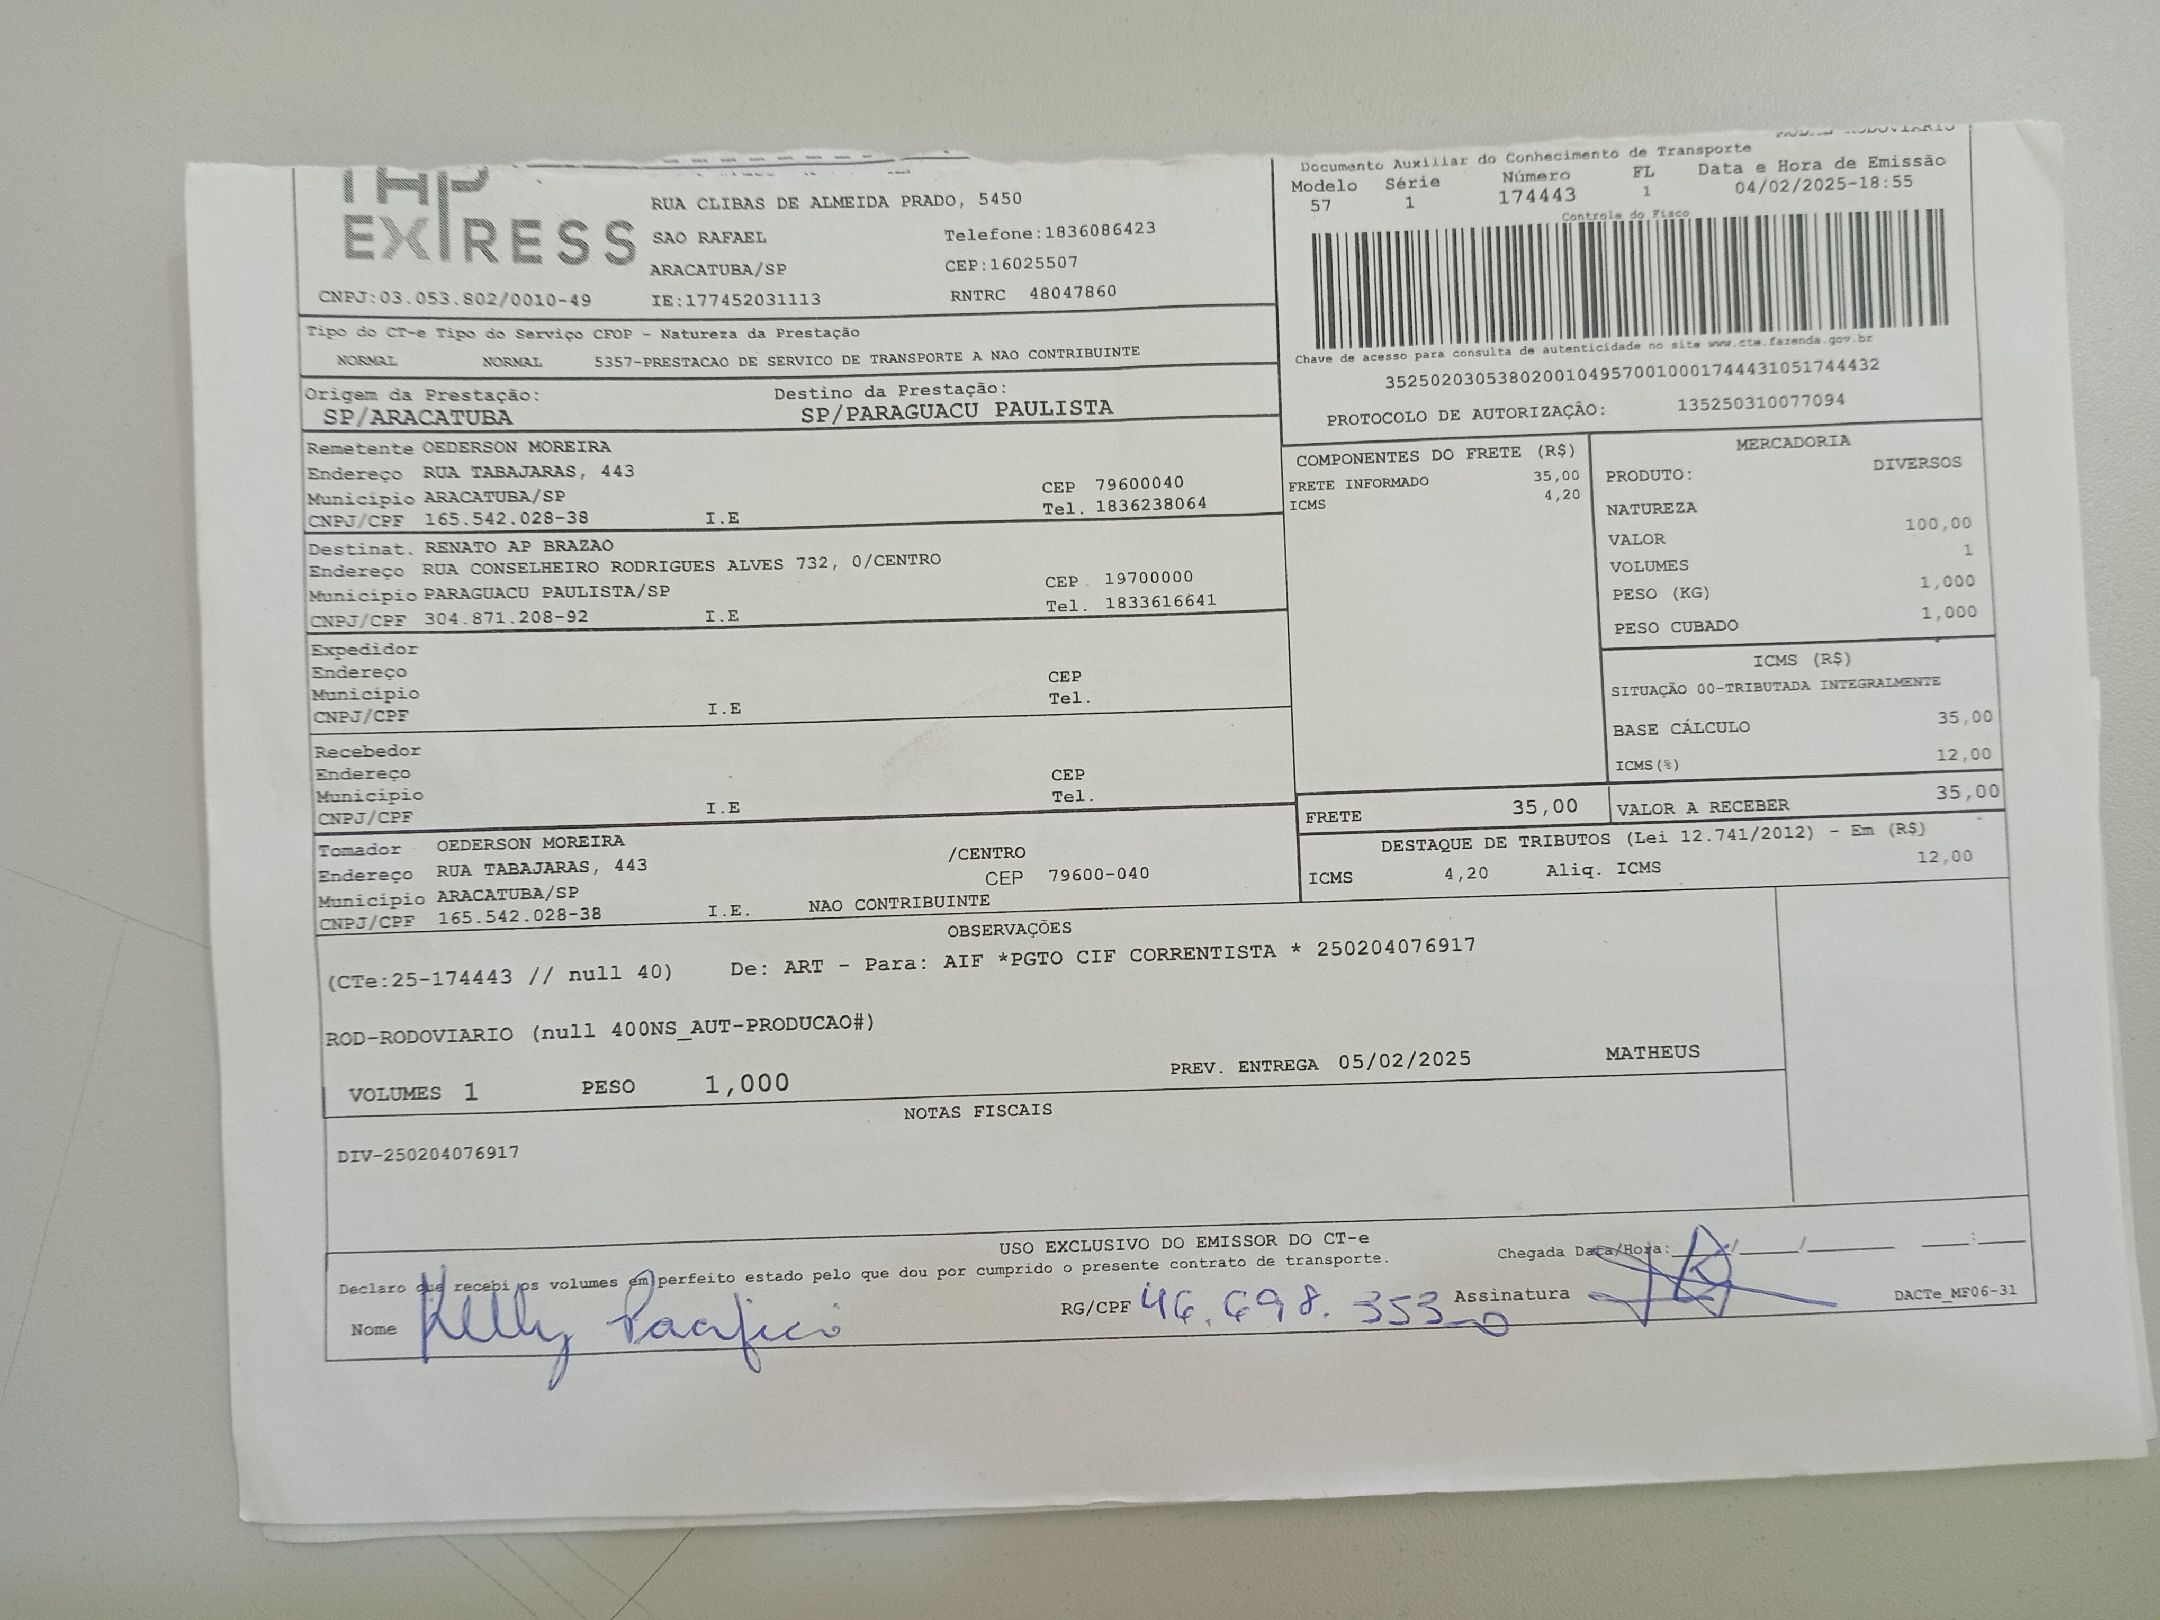 EXPRESS
RUA CLIBAS DE ALMEIDA PRADO, 5450
SAO RAFAEL Telefone:1836086423
ARACATUBA/SP CEP:16025507
CNPJ:03.053.802/0010-49 IE:177452031113 RNTRC 48047860
Tipo do CT-e Tipo do Serviço CFOP - Natureza da Prestação
NORMAL NORMAL 5357-PRESTACAO DE SERVICO DE TRANSPORTE A NAO CONTRIBUINTE
Origem da Prestação: Destino da Prestação:
SP/ARACATUBA SP/PARAGUACU PAULISTA
Remetente OEDERSON MOREIRA
Endereço RUA TABAJARAS, 443
Município ARACATUBA/SP CEP 79600040
CNPJ/CPF 165.542.028-38 I.E Tel. 1836238064
Destinat. RENATO AP BRAZAO
Endereço RUA CONSELHEIRO RODRIGUES ALVES 732, 0/CENTRO
Município PARAGUACU PAULISTA/SP CEP 19700000
CNPJ/CPF 304.871.208-92 I.E Tel. 1833616641
Expedidor
Endereço
Município CEP
CNPJ/CPF I.E Tel.
Recebedor
Endereço CEP
Município Tel.
CNPJ/CPF I.E
Tomador OEDERSON MOREIRA /CENTRO
Endereço RUA TABAJARAS, 443 CEP 79600-040
Município ARACATUBA/SP
CNPJ/CPF 165.542.028-38 I.E. NAO CONTRIBUINTE
MODAL RODOVIARIO
Documento Auxiliar do Conhecimento de Transporte
Modelo Série Número FL Data e Hora de Emissão
57 1 174443 1 04/02/2025-18:55
Controle do Fisco
Chave de acesso para consulta de autenticidade no site www.cte.fazenda.gov.br
35250203053802001049570010001744431051744432
PROTOCOLO DE AUTORIZAÇÂO: 135250310077094
COMPONENTES DO FRETE (R$)
FRETE INFORMADO 35,00
ICMS 4,20
MERCADORIA
PRODUTO: DIVERSOS
NATUREZA
VALOR 100,00
VOLUMES 1
PESO (KG) 1,000
PESO CUBADO 1,000
ICMS (R$)
SITUAÇÃO 00-TRIBUTADA INTEGRALMENTE
BASE CÁLCULO 35,00
ICMS(%) 12,00
FRETE 35,00 VALOR A RECEBER 35,00
DESTAQUE DE TRIBUTOS (Lei 12.741/2012) - Em (R$)
ICMS 4,20 Aliq. ICMS 12,00
OBSERVAÇÕES
(CTe:25-174443 // null 40) De: ART - Para: AIF *PGTO CIF CORRENTISTA * 250204076917
ROD-RODOVIARIO (null 400NS_AUT-PRODUCAO#)
VOLUMES 1 PESO 1,000 PREV. ENTREGA 05/02/2025 MATHEUS
NOTAS FISCAIS
DIV-250204076917
USO EXCLUSIVO DO EMISSOR DO CT-e
Declaro que recebi os volumes em perfeito estado pelo que dou por cumprido o presente contrato de transporte. Chegada Data/Hora:
Nome Kelly Pacifico RG/CPF 46.698.353-0 Assinatura DACTe_MF06-31